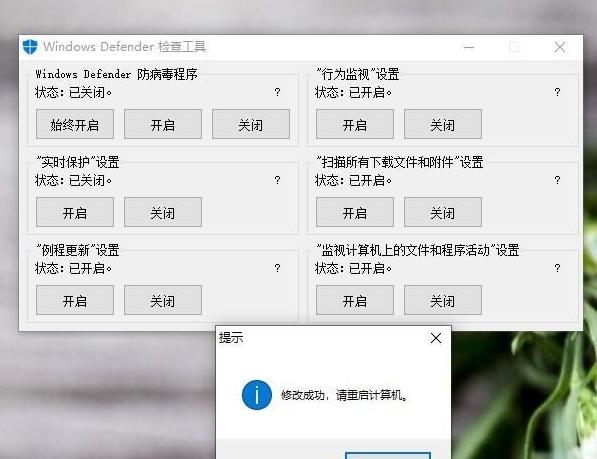 Windows Defender 检查工具
Windows Defender 防病毒程序
状态：已关闭。
?
始终开启 开启 关闭
"行为监视"设置
状态：已开启。
?
开启 关闭
"实时保护"设置
状态：已关闭。
?
开启 关闭
"扫描所有下载文件和附件"设置
状态：已开启。
?
开启 关闭
"例程更新"设置
状态：已开启。
?
开启 关闭
"监视计算机上的文件和程序活动"设置
状态：已开启。
?
开启 关闭
提示
修改成功，请重启计算机。